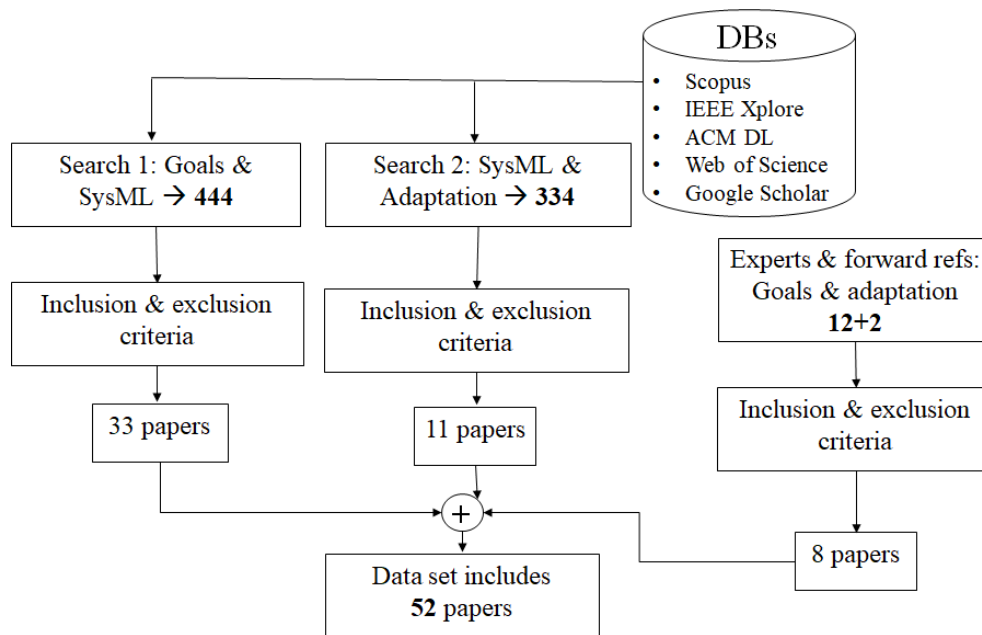 DBs
• Scopus
• IEEE Xplore
• ACM DL
• Web of Science
• Google Scholar
Search 1: Goals &
SysML → 444
Search 2: SysML &
Adaptation → 334
Experts & forward refs:
Goals & adaptation
12+2
Inclusion & exclusion
criteria
Inclusion & exclusion
criteria
Inclusion & exclusion
criteria
33 papers
11 papers
8 papers
+
Data set includes
52 papers